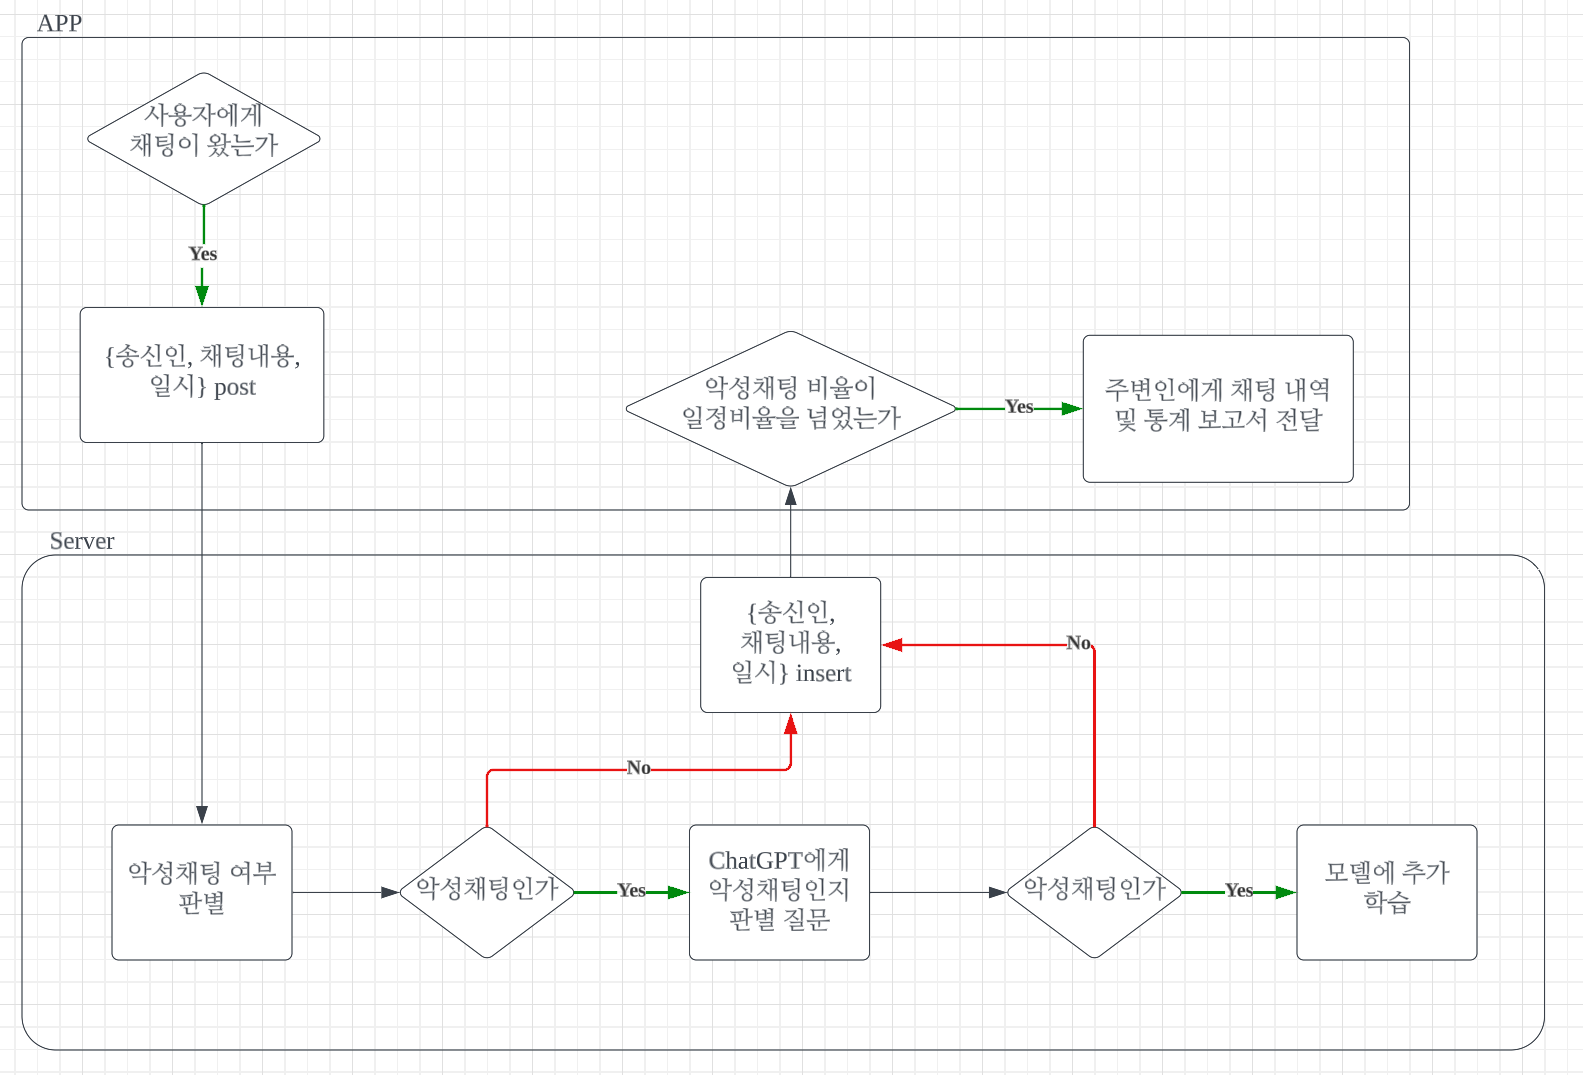 APP
사용자에게
채팅이 왔는가
Yes
{송신인, 채팅내용,
일시} post
악성채팅 비율이
일정비율을 넘었는가
Yes
주변인에게 채팅 내역
및 통계 보고서 전달
Server
{송신인,
채팅내용,
일시} insert
No
No
악성채팅 여부
판별
악성채팅인가
Yes
ChatGPT에게
악성채팅인지
판별 질문
악성채팅인가
Yes
모델에 추가
학습